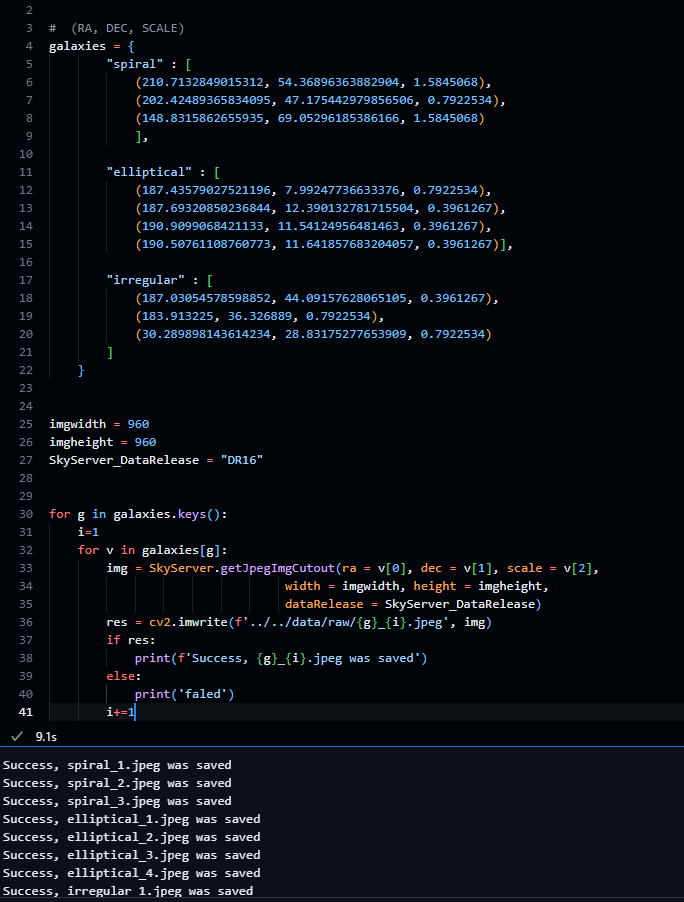 2
3 # (RA, DEC, SCALE)
4 galaxies = {
5 "spiral" : [
6 (210.7132849015312, 54.36896363882904, 1.5845068),
7 (202.42489365834095, 47.175442979856506, 0.7922534),
8 (148.8315862655935, 69.05296185386166, 1.5845068)
9 ],
10
11 "elliptical" : [
12 (187.43579027521196, 7.99247736633376, 0.7922534),
13 (187.69320850236844, 12.390132781715504, 0.3961267),
14 (190.9099068421133, 11.54124956481463, 0.3961267),
15 (190.50761108760773, 11.641857683204057, 0.3961267)],
16
17 "irregular" : [
18 (187.03054578598852, 44.09157628065105, 0.3961267),
19 (183.913225, 36.326889, 0.7922534),
20 (30.289898143614234, 28.83175277653909, 0.7922534)
21 ]
22 }
23
24
25 imgwidth = 960
26 imgheight = 960
27 SkyServer_DataRelease = "DR16"
28
29
30 for g in galaxies.keys():
31 i=1
32 for v in galaxies[g]:
33 img = SkyServer.getJpegImgCutout(ra = v[0], dec = v[1], scale = v[2],
34 width = imgwidth, height = imgheight,
35 dataRelease = SkyServer_DataRelease)
36 res = cv2.imwrite(f'../../data/raw/{g}_{i}.jpeg', img)
37 if res:
38 print(f'Success, {g}_{i}.jpeg was saved')
39 else:
40 print('faled')
41 i+=1
9.1s
Success, spiral_1.jpeg was saved
Success, spiral_2.jpeg was saved
Success, spiral_3.jpeg was saved
Success, elliptical_1.jpeg was saved
Success, elliptical_2.jpeg was saved
Success, elliptical_3.jpeg was saved
Success, elliptical_4.jpeg was saved
Success, irregular_1.jpeg was saved